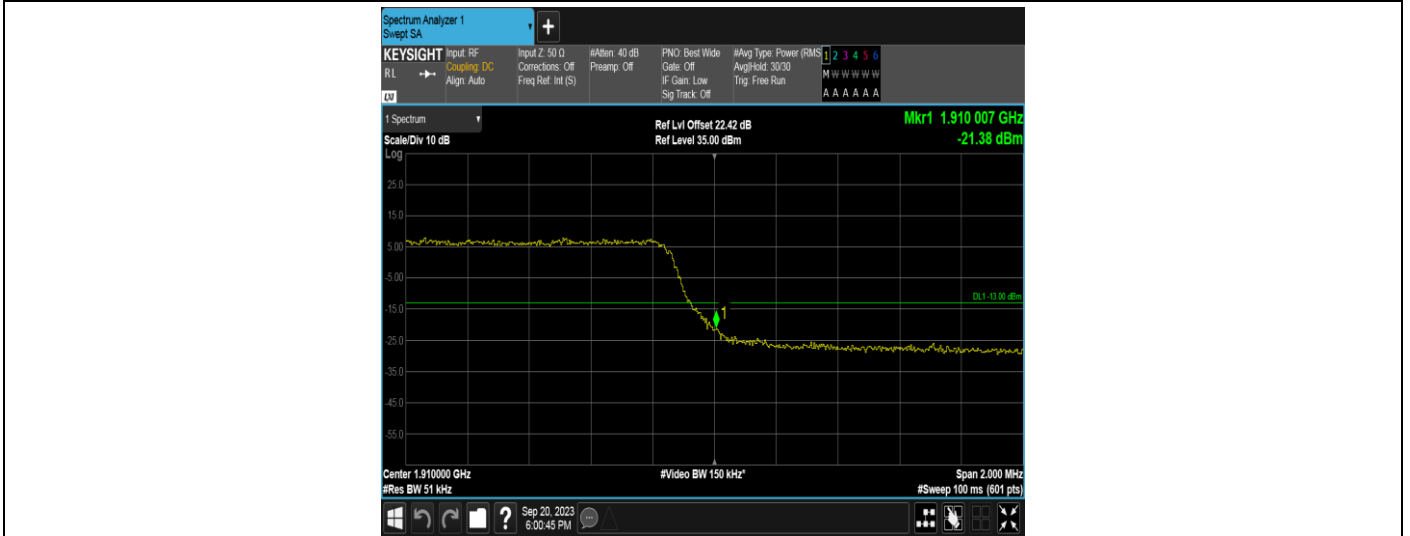 Spectrum Analyzer 1
Swept SA
+
KEYSIGHT
RL
LXI
Input: RF
Coupling: DC
Align: Auto
Input Z: 50 Ω
Corrections: Off
Freq Ref: Int (S)
#Atten: 40 dB
Preamp: Off
PNO: Best Wide
Gate: Off
IF Gain: Low
Sig Track: Off
#Avg Type: Power (RMS
Avg|Hold: 30/30
Trig: Free Run
1 2 3 4 5 6
M W W W W W
A A A A A A
1 Spectrum
Scale/Div 10 dB
Log
Ref Lvl Offset 22.42 dB
Ref Level 35.00 dBm
Mkr1 1.910 007 GHz
-21.38 dBm
25.0
15.0
5.00
-5.00
-15.0
-25.0
-35.0
-45.0
-55.0
DL1 -13.00 dBm
1
Center 1.910000 GHz
#Res BW 51 kHz
#Video BW 150 kHz*
Span 2.000 MHz
#Sweep 100 ms (601 pts)
?
Sep 20, 2023
6:00:45 PM